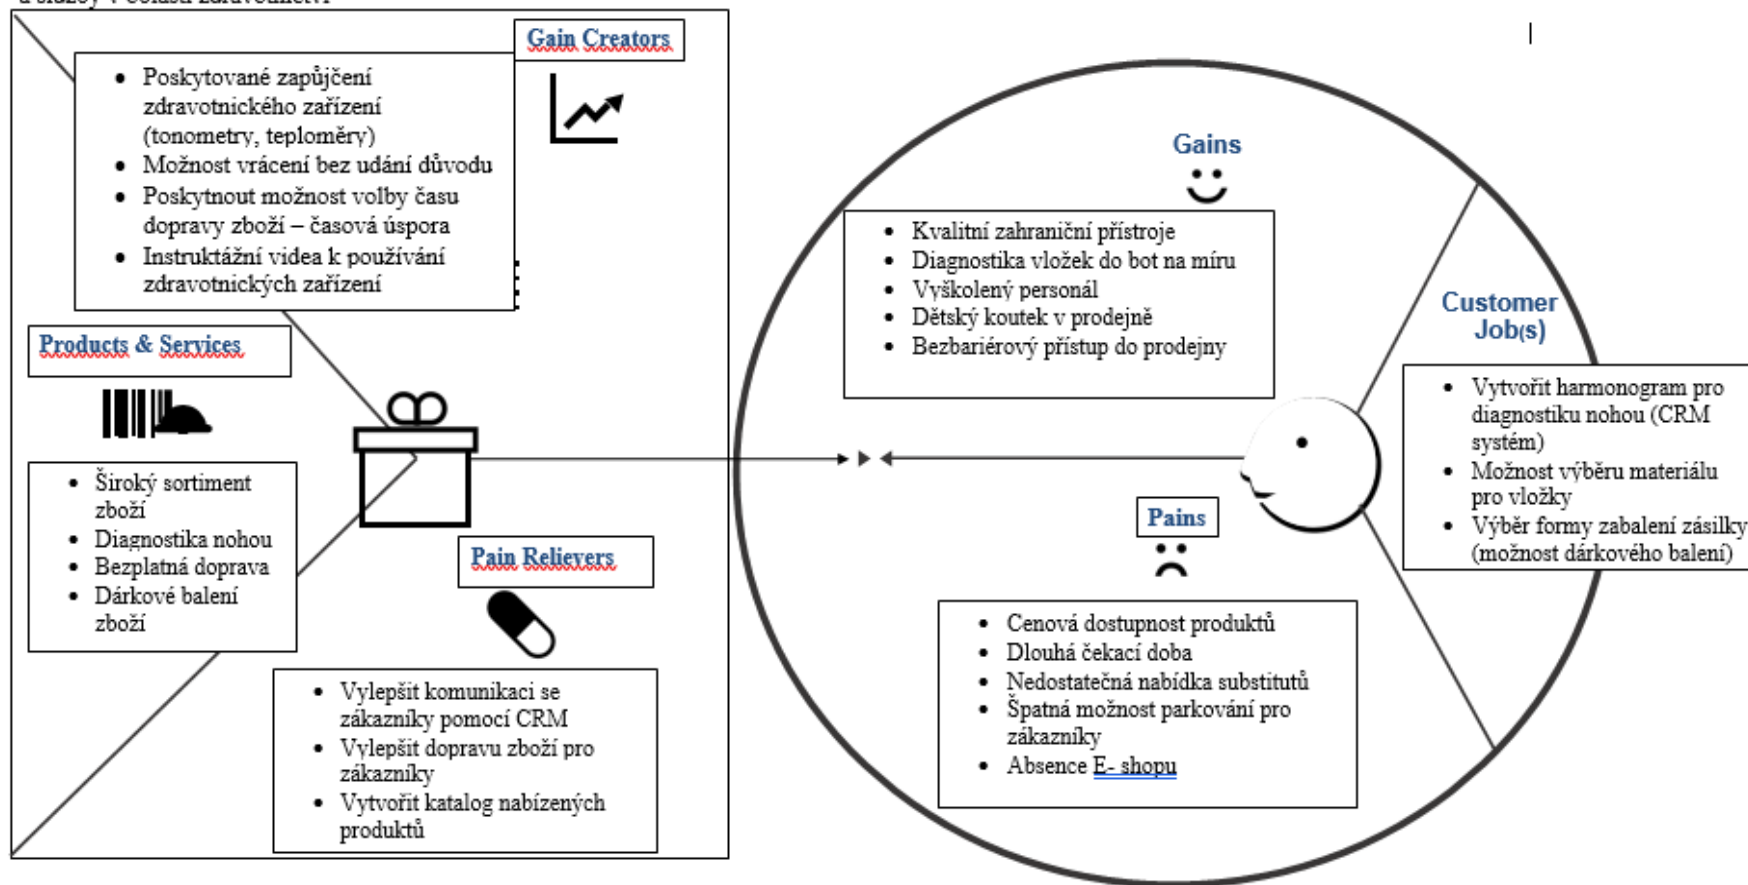 a služby v oblasti zdravotnictví
Gain Creators
Poskytované zapůjčení
zdravotnického zařízení
(tonometry, teploměry)
Možnost vrácení bez udání důvodu
Poskytnout možnost volby času
dopravy zboží – časová úspora
Instruktážní videa k používání
zdravotnických zařízení
Products & Services
Široký sortiment
zboží
Diagnostika nohou
Bezplatná doprava
Dárkové balení
zboží
Pain Relievers
Vylepšit komunikaci se
zákazníky pomocí CRM
Vylepšit dopravu zboží pro
zákazníky
Vytvořit katalog nabízených
produktů
Gains
Kvalitní zahraniční přístroje
Diagnostika vložek do bot na míru
Vyškolený personál
Dětský koutek v prodejně
Bezbariérový přístup do prodejny
Customer
Job(s)
Vytvořit harmonogram pro
diagnostiku nohou (CRM
systém)
Možnost výběru materiálu
pro vložky
Výběr formy zabalení zásilky
(možnost dárkového balení)
Pains
Cenová dostupnost produktů
Dlouhá čekací doba
Nedostatečná nabídka substitutů
Špatná možnost parkování pro
zákazníky
Absence E- shopu